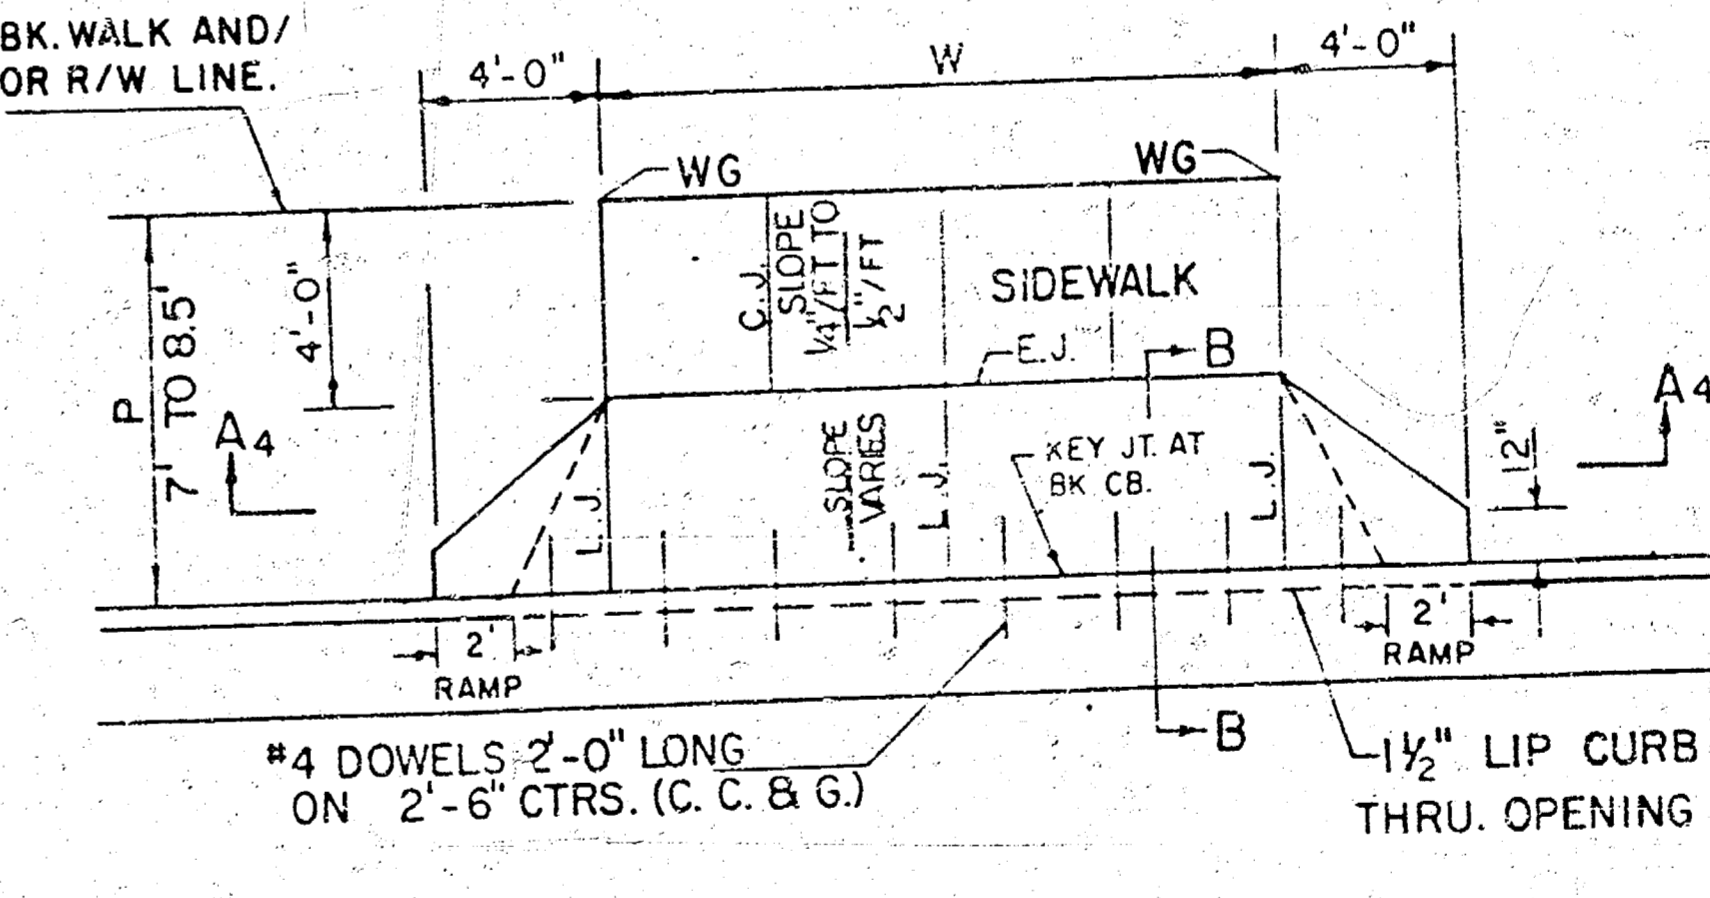 BK. WALK AND/
OR R/W LINE.
4'-0"
W
4'-0"
WG
WG
P
7' TO 8.5'
4'-0"
C.J.
SLOPE
1/4"/FT TO
1/2"/FT
SIDEWALK
E.J.
B
A4
A4
L.J.
SLOPE
VARIES
L.J.
KEY JT. AT
BK CB.
L.J.
12"
2'
RAMP
2'
RAMP
B
#4 DOWELS 2'-0" LONG
ON 2'-6" CTRS. (C. C. & G.)
1½" LIP CURB
THRU. OPENING